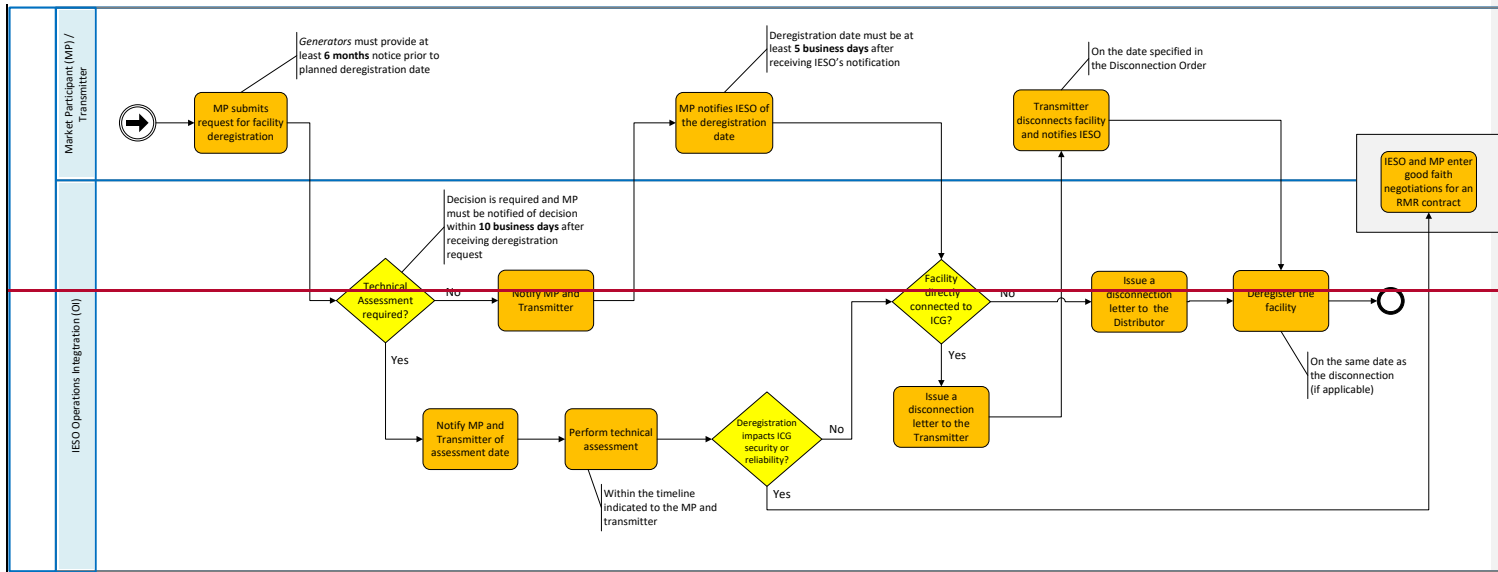 Market Participant (MP) /
Transmitter
Generators must provide at
least 6 months notice prior to
planned deregistration date
MP submits
request for facility
deregistration
Deregistration date must be at
least 5 business days after
receiving IESO's notification
MP notifies IESO of
the deregistration
date
On the date specified in
the Disconnection Order
Transmitter
disconnects facility
and notifies IESO
IESO and MP enter
good faith
negotiations for an
RMR contract
IESO Operations Integtration (OI)
Decision is required and MP
must be notified of decision
within 10 business days after
receiving deregistration
request
Technical
Assessment
required?
No
Notify MP and
Transmitter
Facility
directly
connected to
ICG?
No
Issue a
disconnection
letter to the
Distributor
Deregister the
facility
On the same date as
the disconnection
(if applicable)
Yes
Yes
Issue a
disconnection
letter to the
Transmitter
Notify MP and
Transmitter of
assessment date
Perform technical
assessment
Deregistration
impacts ICG
security or
reliability?
No
Yes
Within the timeline
indicated to the MP and
transmitter